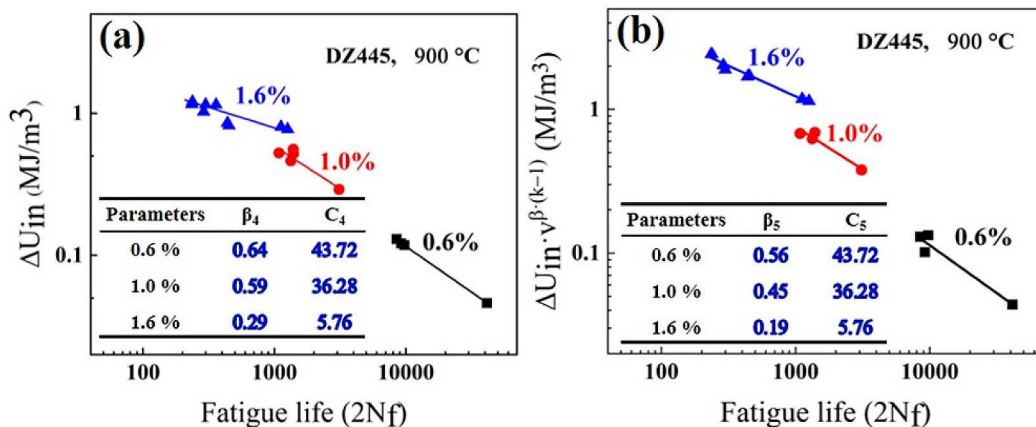 (a)
DZ445, 900 °C
1.6%
1.0%
0.6%
1
0.1
ΔUin (MJ/m³)
Parameters β₄ C₄
0.6 % 0.64 43.72
1.0 % 0.59 36.28
1.6 % 0.29 5.76
100 1000 10000
Fatigue life (2Nf)
(b)
DZ445, 900 °C
1.6%
1.0%
0.6%
1
0.1
ΔUin·v^β·(k−1) (MJ/m³)
Parameters β₅ C₅
0.6 % 0.56 43.72
1.0 % 0.45 36.28
1.6 % 0.19 5.76
100 1000 10000
Fatigue life (2Nf)